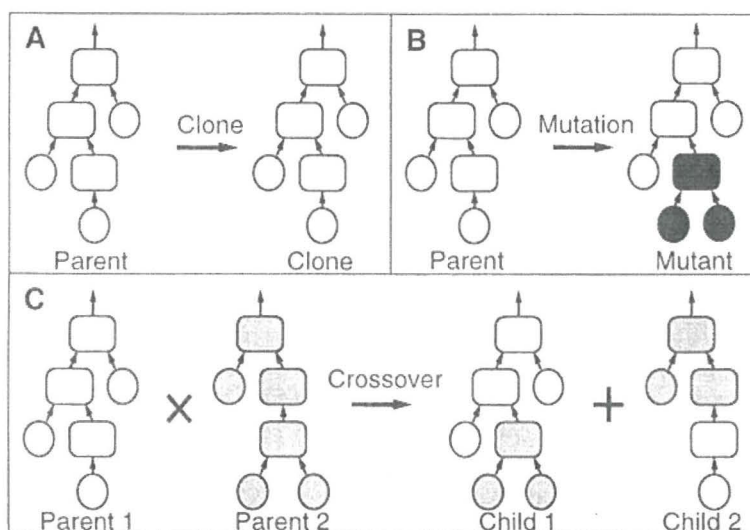 A
Clone
Parent
Clone
B
Mutation
Parent
Mutant
C
Crossover
Parent 1
Parent 2
Child 1
Child 2